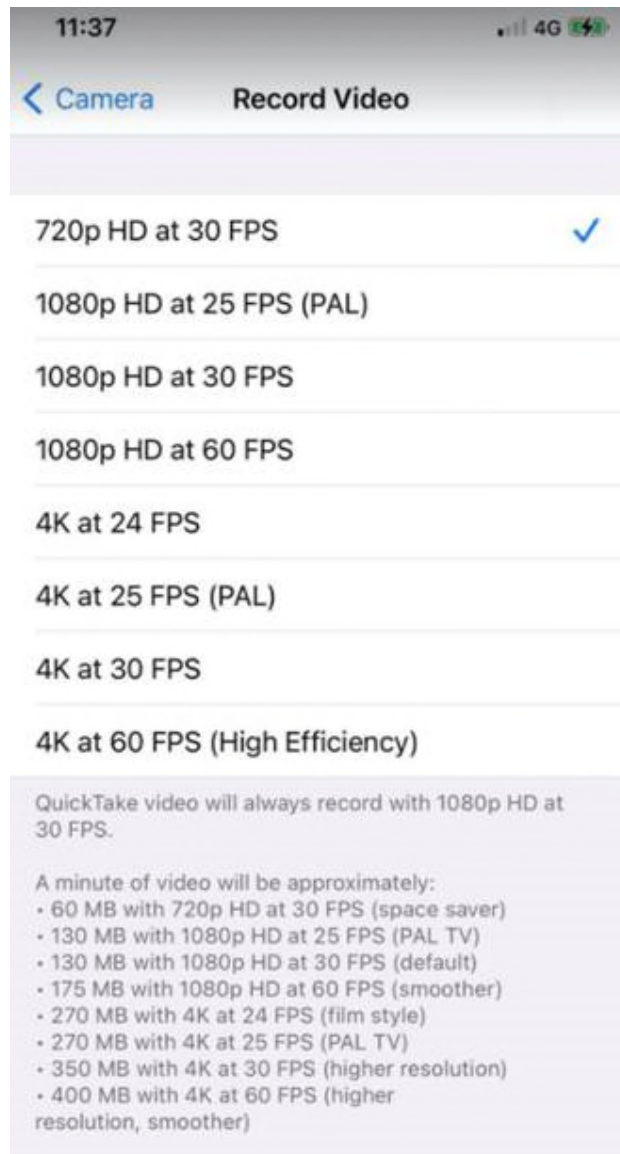 11:37 4G
Camera Record Video
720p HD at 30 FPS
1080p HD at 25 FPS (PAL)
1080p HD at 30 FPS
1080p HD at 60 FPS
4K at 24 FPS
4K at 25 FPS (PAL)
4K at 30 FPS
4K at 60 FPS (High Efficiency)
QuickTake video will always record with 1080p HD at
30 FPS.
A minute of video will be approximately:
• 60 MB with 720p HD at 30 FPS (space saver)
• 130 MB with 1080p HD at 25 FPS (PAL TV)
• 130 MB with 1080p HD at 30 FPS (default)
• 175 MB with 1080p HD at 60 FPS (smoother)
• 270 MB with 4K at 24 FPS (film style)
• 270 MB with 4K at 25 FPS (PAL TV)
• 350 MB with 4K at 30 FPS (higher resolution)
• 400 MB with 4K at 60 FPS (higher
resolution, smoother)